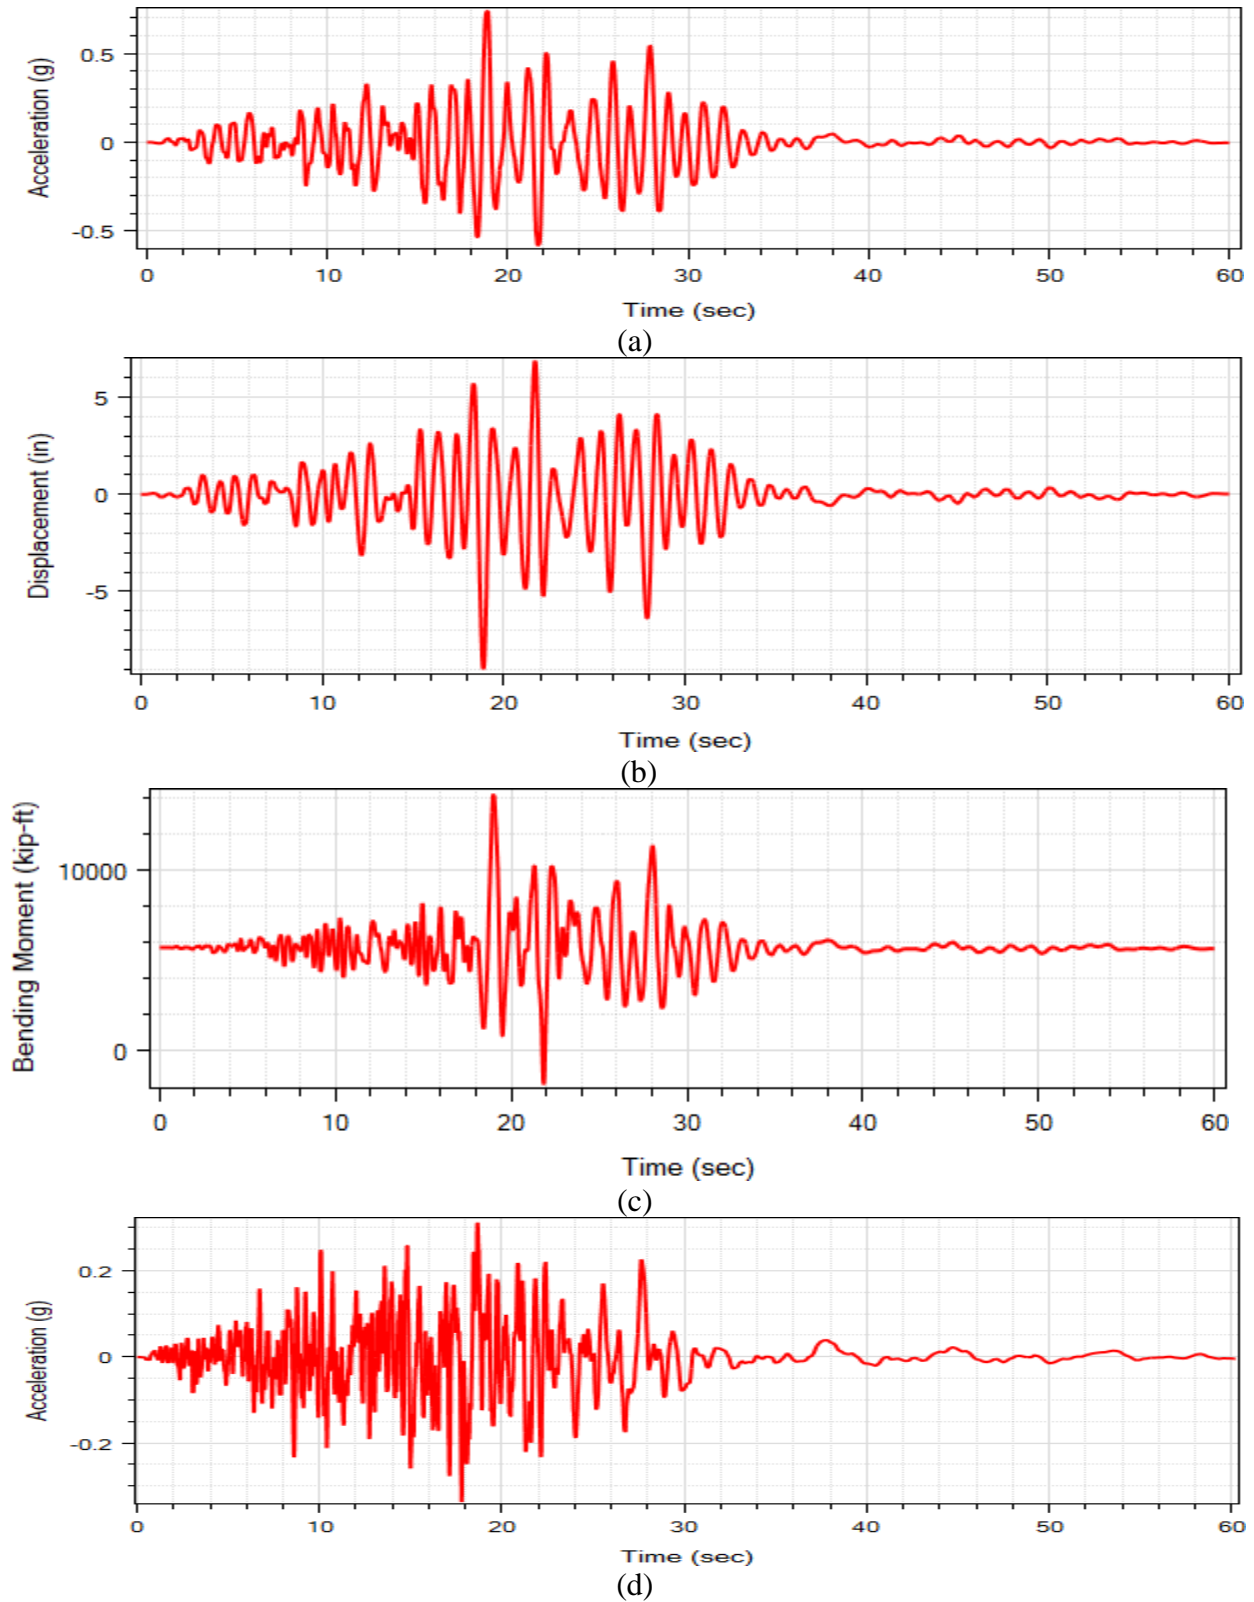 Acceleration (g)
0.5
0
-0.5
0 10 20 30 40 50 60
Time (sec)
(a)
Displacement (in)
5
0
-5
0 10 20 30 40 50 60
Time (sec)
(b)
Bending Moment (kip-ft)
10000
0
0 10 20 30 40 50 60
Time (sec)
(c)
Acceleration (g)
0.2
0
-0.2
0 10 20 30 40 50 60
Time (sec)
(d)